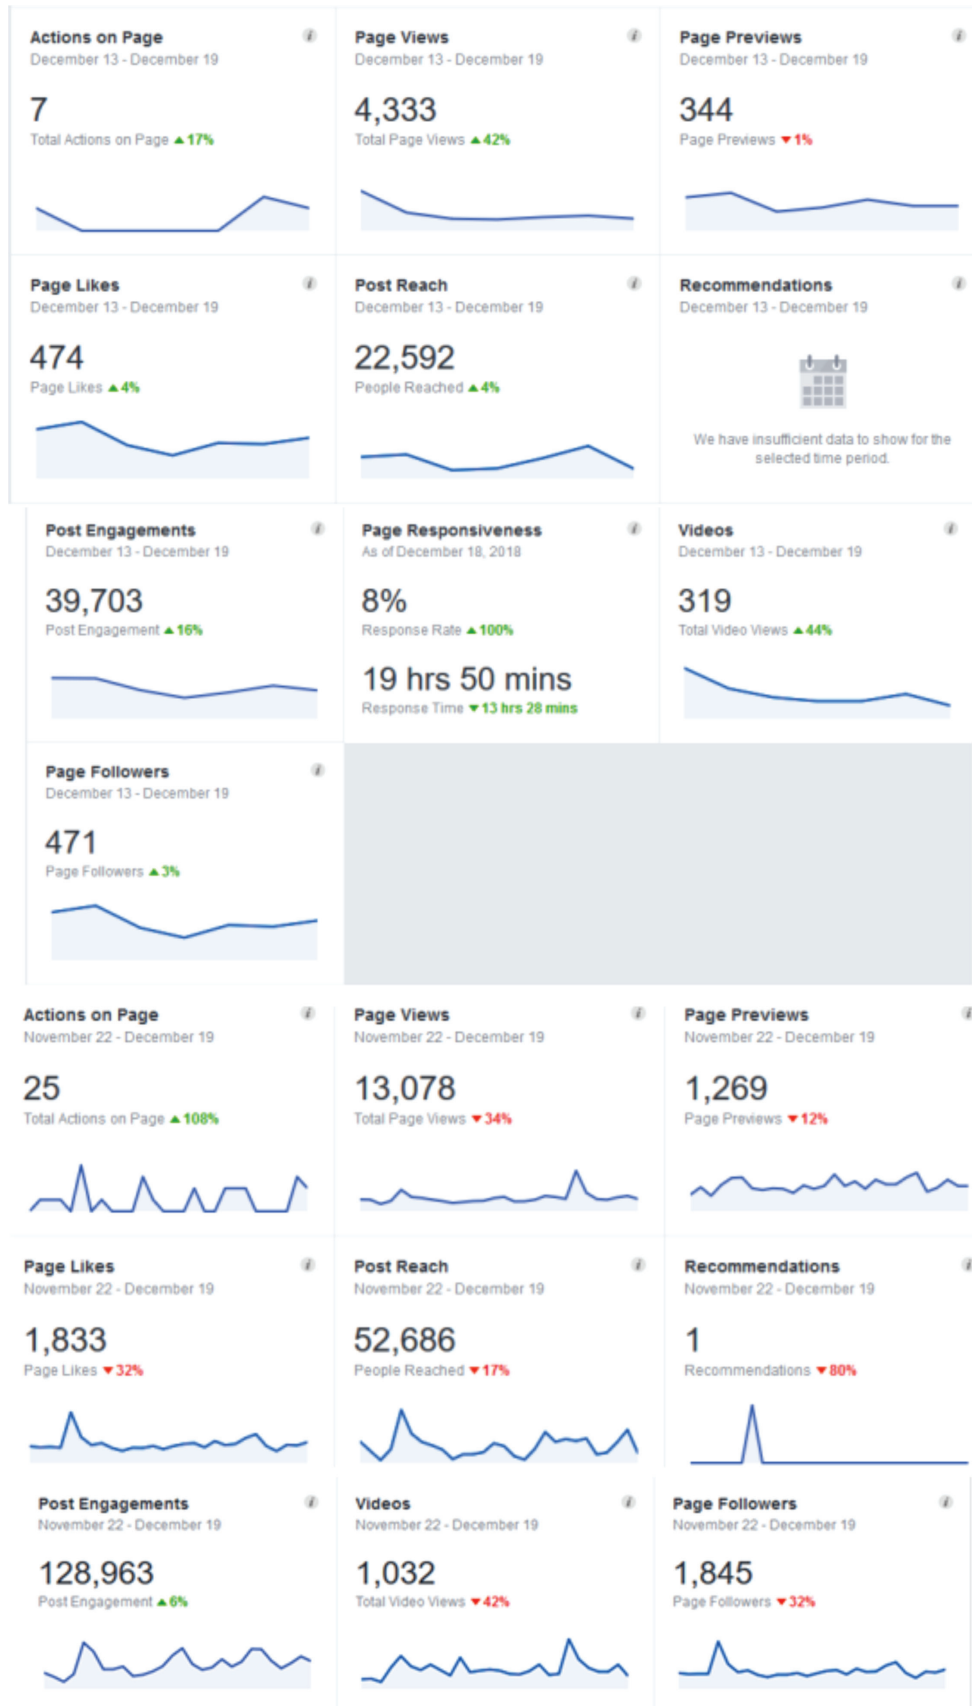 Actions on Page
December 13 - December 19
7
Total Actions on Page ▲ 17%
Page Views
December 13 - December 19
4,333
Total Page Views ▲ 42%
Page Previews
December 13 - December 19
344
Page Previews ▼ 1%
Page Likes
December 13 - December 19
474
Page Likes ▲ 4%
Post Reach
December 13 - December 19
22,592
People Reached ▲ 4%
Recommendations
December 13 - December 19
We have insufficient data to show for the
selected time period.
Post Engagements
December 13 - December 19
39,703
Post Engagement ▲ 16%
Page Responsiveness
As of December 18, 2018
8%
Response Rate ▲ 100%
19 hrs 50 mins
Response Time ▼ 13 hrs 28 mins
Videos
December 13 - December 19
319
Total Video Views ▲ 44%
Page Followers
December 13 - December 19
471
Page Followers ▲ 3%
Actions on Page
November 22 - December 19
25
Total Actions on Page ▲ 108%
Page Views
November 22 - December 19
13,078
Total Page Views ▼ 34%
Page Previews
November 22 - December 19
1,269
Page Previews ▼ 12%
Page Likes
November 22 - December 19
1,833
Page Likes ▼ 32%
Post Reach
November 22 - December 19
52,686
People Reached ▼ 17%
Recommendations
November 22 - December 19
1
Recommendations ▼ 80%
Post Engagements
November 22 - December 19
128,963
Post Engagement ▲ 6%
Videos
November 22 - December 19
1,032
Total Video Views ▼ 42%
Page Followers
November 22 - December 19
1,845
Page Followers ▼ 32%